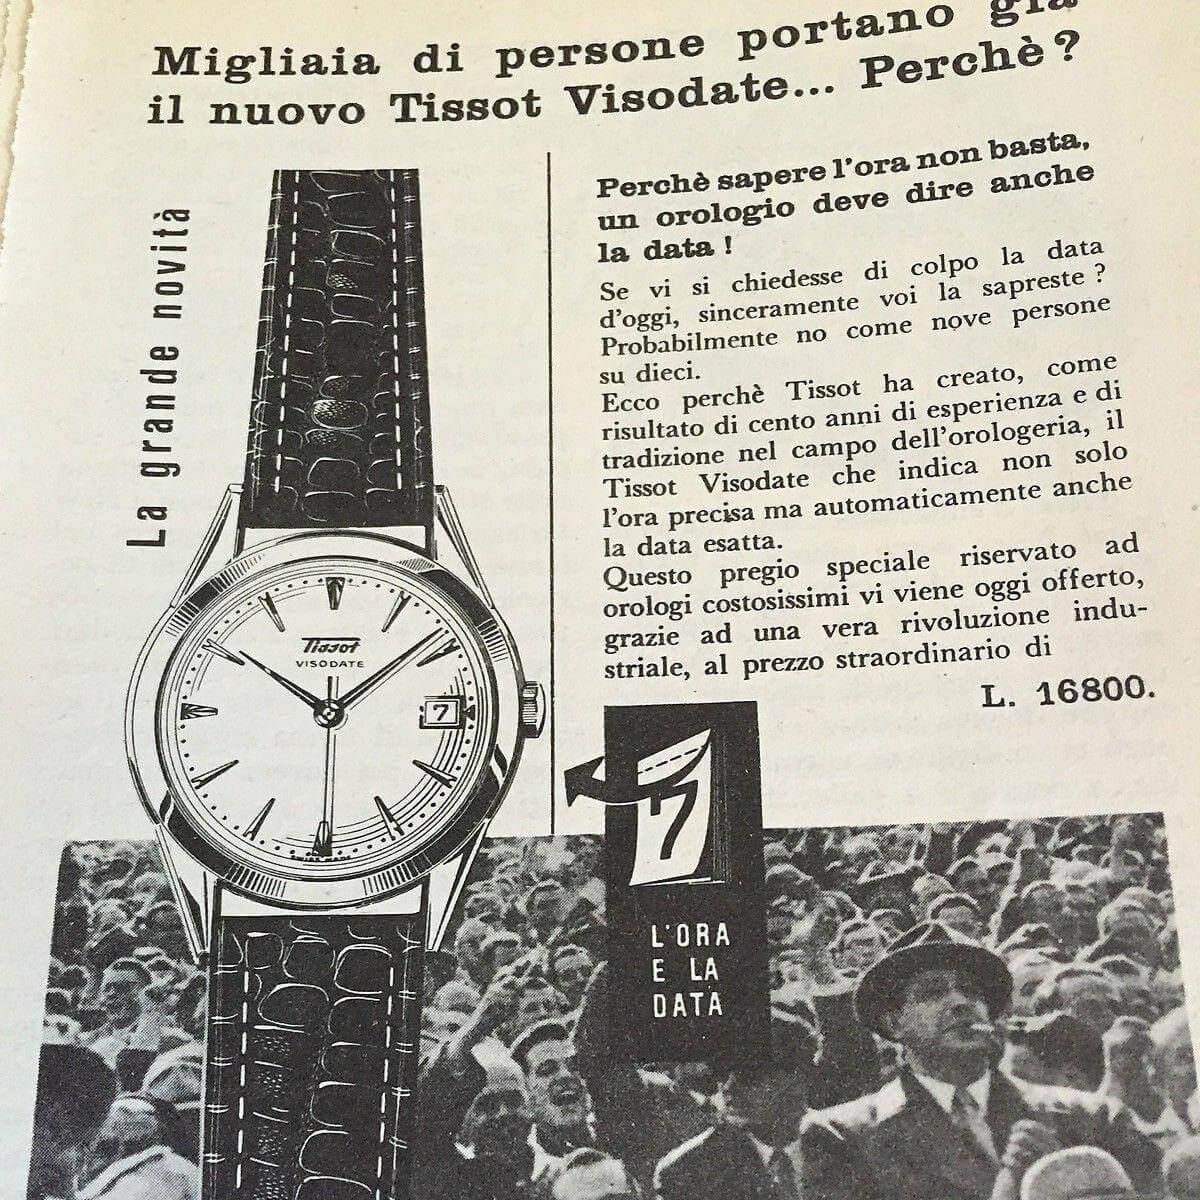 Migliaia di persone portano già
il nuovo Tissot Visodate... Perchè?
La grande novità
Perchè sapere l'ora non basta,
un orologio deve dire anche
la data !
Se vi si chiedesse di colpo la data
d'oggi, sinceramente voi la sapreste ?
Probabilmente no come nove persone
su dieci.
Ecco perchè Tissot ha creato, come
risultato di cento anni di esperienza e di
tradizione nel campo dell'orologeria, il
Tissot Visodate che indica non solo
l'ora precisa ma automaticamente anche
la data esatta.
Questo pregio speciale riservato ad
orologi costosissimi vi viene oggi offerto,
grazie ad una vera rivoluzione indu-
striale, al prezzo straordinario di
L. 16800.
Tissot
VISODATE
7
SWISS MADE
7
L'ORA
E LA
DATA